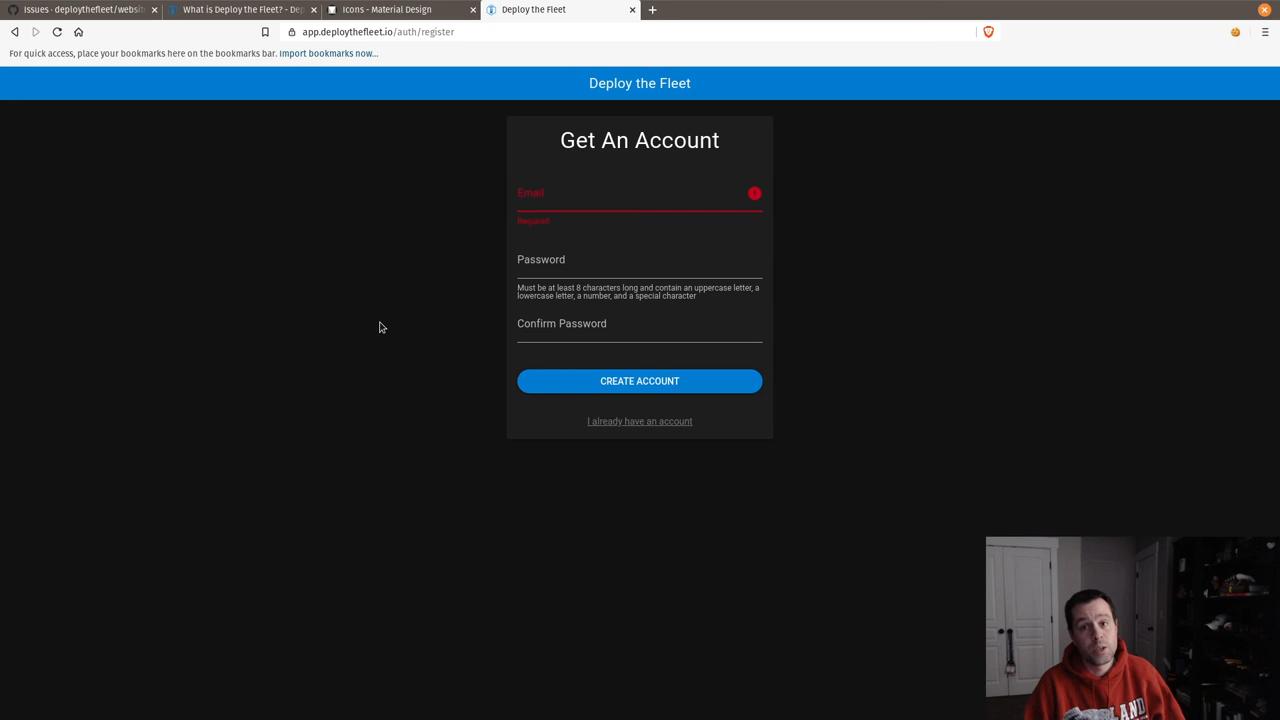 Issues · deploythefleet/websit
What is Deploy the Fleet? - Dep
Icons - Material Design
Deploy the Fleet
app.deploythefleet.io/auth/register
For quick access, place your bookmarks here on the bookmarks bar. Import bookmarks now...
Deploy the Fleet
Get An Account
Email
Required
Password
Must be at least 8 characters long and contain an uppercase letter, a
lowercase letter, a number, and a special character
Confirm Password
CREATE ACCOUNT
I already have an account
LAND